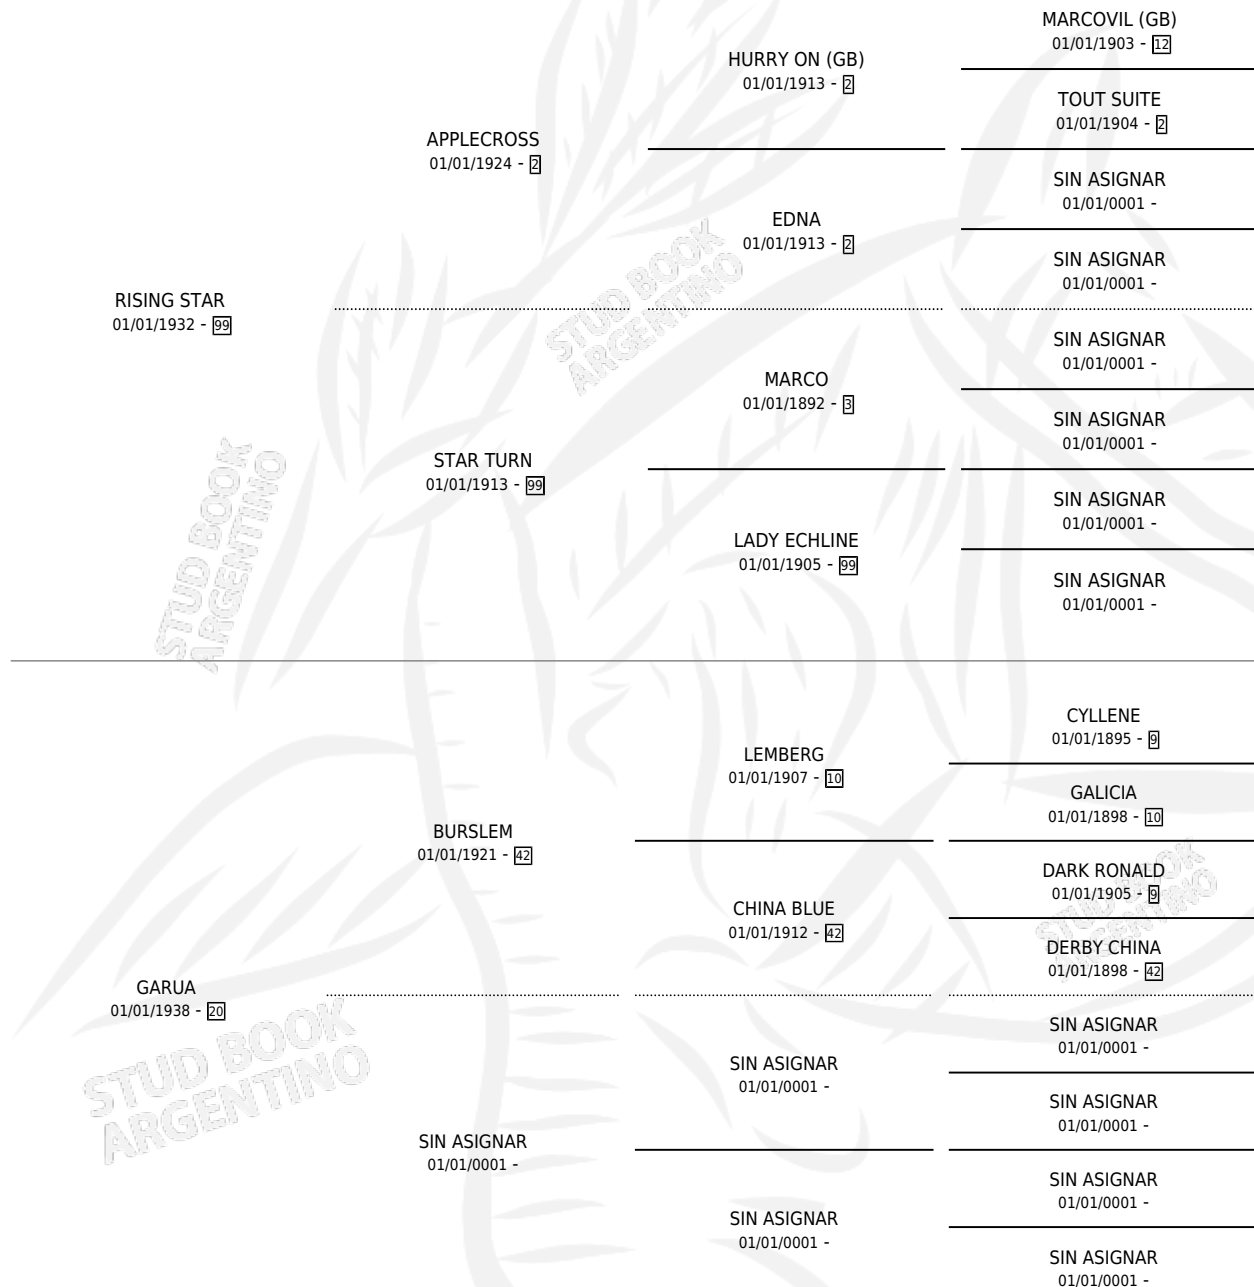 MARCOVIL (GB)
01/01/1903 - 12
HURRY ON (GB)
01/01/1913 - 2
TOUT SUITE
01/01/1904 - 2
APPLECROSS
01/01/1924 - 2
SIN ASIGNAR
01/01/0001 -
EDNA
01/01/1913 - 2
SIN ASIGNAR
01/01/0001 -
RISING STAR
01/01/1932 - 99
STUD BOOK
ARGENTINO
SIN ASIGNAR
01/01/0001 -
MARCO
01/01/1892 - 3
SIN ASIGNAR
01/01/0001 -
STAR TURN
01/01/1913 - 99
SIN ASIGNAR
01/01/0001 -
LADY ECHLINE
01/01/1905 - 99
SIN ASIGNAR
01/01/0001 -
STUD BOOK
ARGENTINO
CYLLENE
01/01/1895 - 9
LEMBERG
01/01/1907 - 10
GALICIA
01/01/1898 - 10
BURSLEM
01/01/1921 - 42
DARK RONALD
01/01/1905 - 9
CHINA BLUE
01/01/1912 - 42
DERBY CHINA
01/01/1898 - 42
STUD BOOK
ARGENTINO
GARUA
01/01/1938 - 20
STUD BOOK
ARGENTINO
SIN ASIGNAR
01/01/0001 -
SIN ASIGNAR
01/01/0001 -
SIN ASIGNAR
01/01/0001 -
SIN ASIGNAR
01/01/0001 -
SIN ASIGNAR
01/01/0001 -
SIN ASIGNAR
01/01/0001 -
SIN ASIGNAR
01/01/0001 -